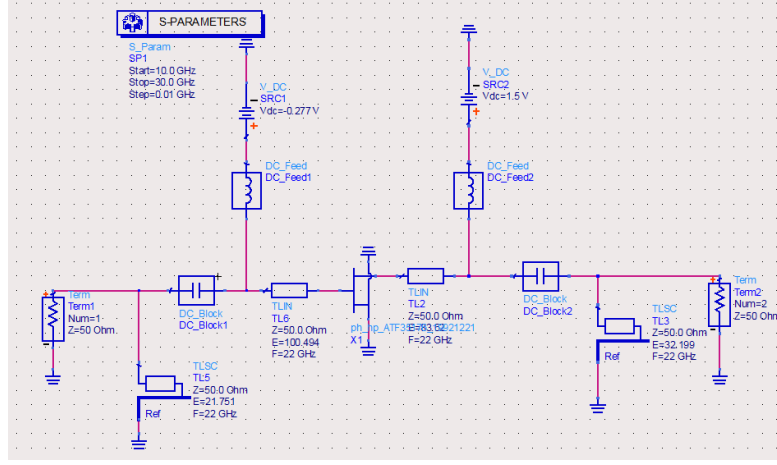 S-PARAMETERS
S_Param
SP1
Start=10.0 GHz
Stop=30.0 GHz
Step=0.01 GHz
V_DC
SRC1
Vdc=-0.277 V
V_DC
SRC2
Vdc=1.5 V
DC_Feed
DC_Feed1
DC_Feed
DC_Feed2
Term
Term1
Num=1
Z=50 Ohm
DC_Block
DC_Block1
TLIN
TL6
Z=50.0 Ohm
E=100.494
F=22 GHz
X1
TLIN
TL2
Z=50.0 Ohm
F=22 GHz
DC_Block
DC_Block2
TLSC
TL3
Z=50.0 Ohm
E=32.199
F=22 GHz
Ref
Term
Term2
Num=2
Z=50 Ohm
TLSC
TL5
Z=50.0 Ohm
E=21.751
F=22 GHz
Ref